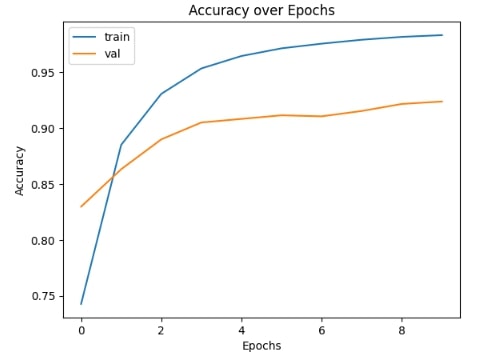 Accuracy over Epochs
train
val
Accuracy
0.95
0.90
0.85
0.80
0.75
0 2 4 6 8
Epochs